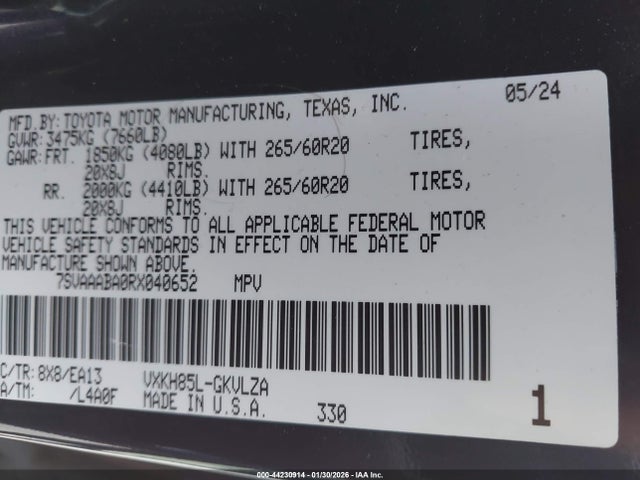 05/24
MFD BY: TOYOTA MOTOR MANUFACTURING, TEXAS, INC.
GVWR: 3475KG (7660LB)
GAWR: FRT. 1850KG (4080LB) WITH 265/60R20 TIRES,
20X8J RIMS.
RR. 2000KG (4410LB) WITH 265/60R20 TIRES,
20X8J RIMS.
THIS VEHICLE CONFORMS TO ALL APPLICABLE FEDERAL MOTOR
VEHICLE SAFETY STANDARDS IN EFFECT ON THE DATE OF
MANUFACTURE SHOWN ABOVE.
7SVAAABA0RX040652 MPV
C/TR: 8X8/EA13 VXKH85L-GKVLZA
A/TM: /L4A0F MADE IN U.S.A. 330 1
000-44230914 - 01/30/2026 - IAA Inc.